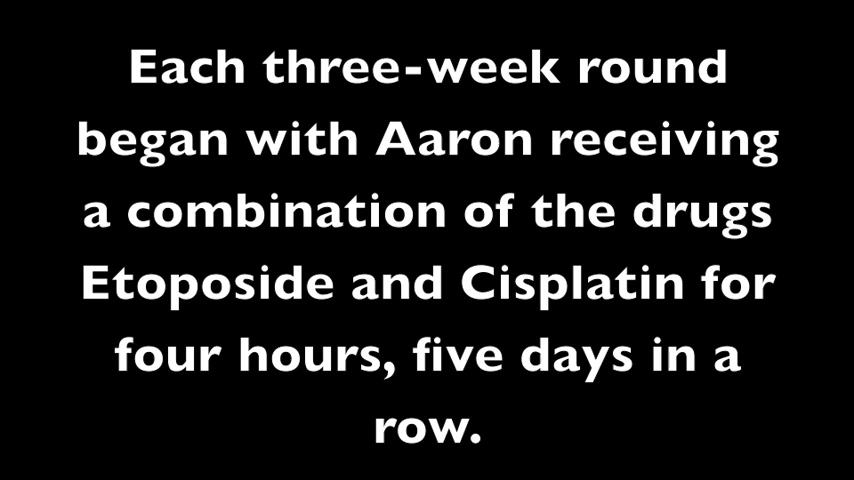 Each three-week round
began with Aaron receiving
a combination of the drugs
Etoposide and Cisplatin for
four hours, five days in a
row.